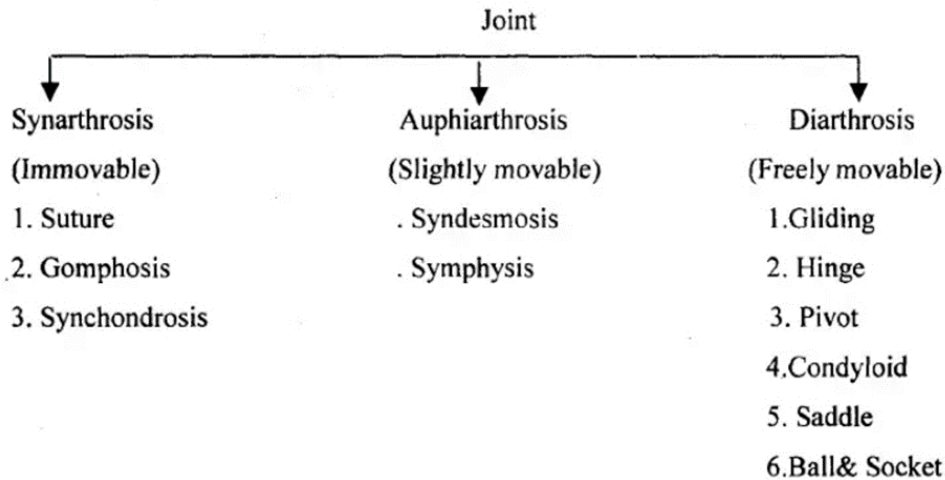 Joint
Synarthrosis
(Immovable)
1. Suture
2. Gomphosis
3. Synchondrosis
Auphiarthrosis
(Slightly movable)
. Syndesmosis
. Symphysis
Diarthrosis
(Freely movable)
1.Gliding
2. Hinge
3. Pivot
4.Condyloid
5. Saddle
6.Ball& Socket